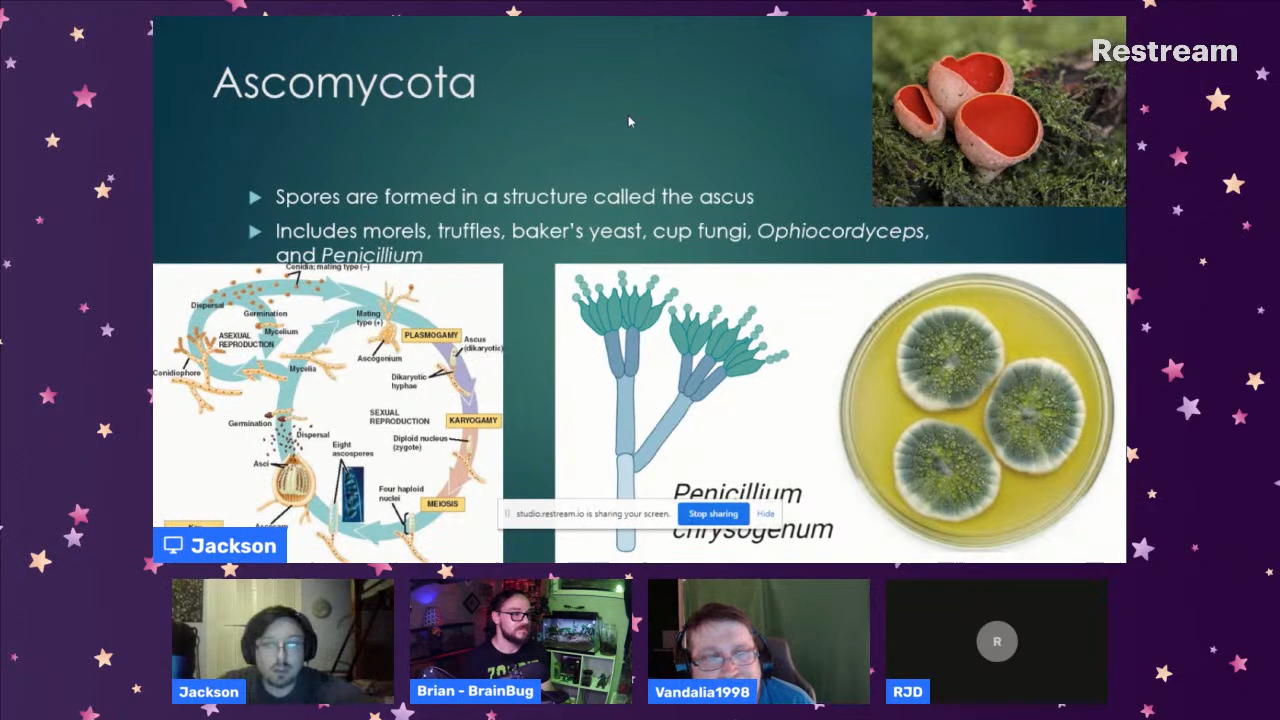 Restream
Ascomycota
Spores are formed in a structure called the ascus
Includes morels, truffles, baker's yeast, cup fungi, Ophiocordyceps,
and Penicillium
Conidia; mating type (–)
Dispersal
Germination
Mating
type (+)
Mycelium
ASEXUAL
REPRODUCTION
PLASMOGAMY
Ascus
(dikaryotic)
Ascogonium
Conidiophore
Mycelia
Dikaryotic
hyphae
SEXUAL
REPRODUCTION
KARYOGAMY
Germination
Dispersal
Diploid nucleus
(zygote)
Eight
ascospores
Asci
Four haploid
nuclei
MEIOSIS
Penicillium
chrysogenum
studio.restream.io is sharing your screen.
Stop sharing
Hide
Jackson
Jackson
Brian - BrainBug
Vandalia1998
R
RJD